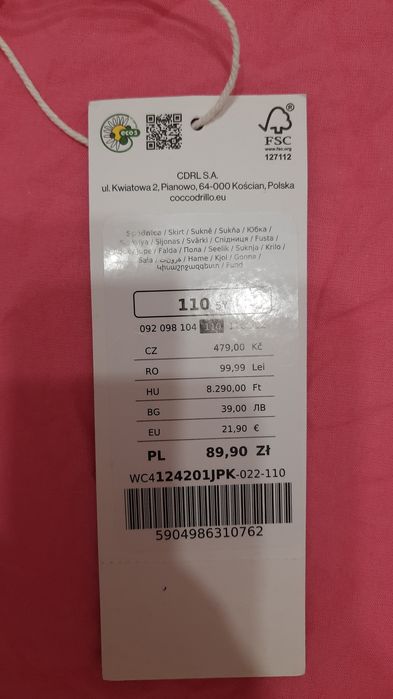 eco3
FSC
www.fsc.org
127112
CDRL S.A.
ul. Kwiatowa 2, Pianowo, 64-000 Kościan, Polska
coccodrillo.eu
Spódnica / Skirt / Sukně / Sukňa / Юбка /
/ Sijonas / Svārki / Спідниця / Fusta /
/ Falda / Пола / Seelik / Suknja / Krilo /
/ Hame / Kjol / Gonna /
110 5Y
092 098 104 110
CZ 479,00 Kč
RO 99,99 Lei
HU 8.290,00 Ft
BG 39,00 ЛВ
EU 21,90 €
PL 89,90 Zł
WC4124201JPK-022-110
5904986310762